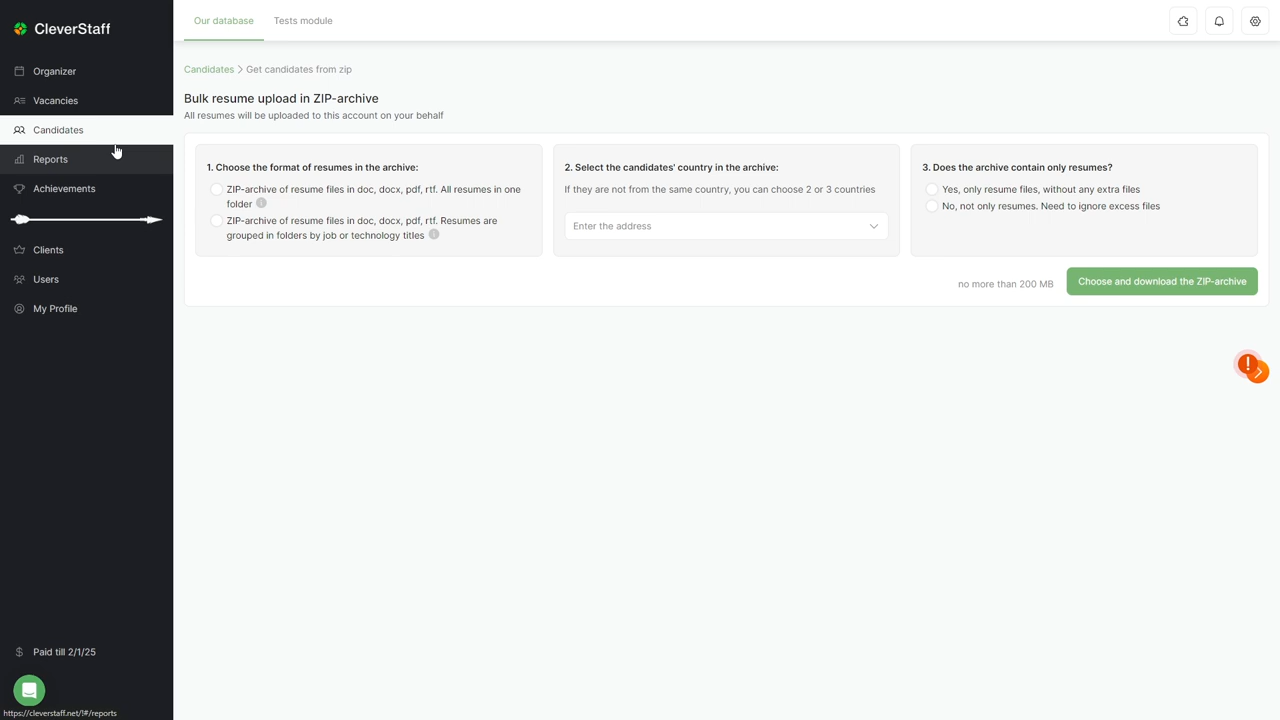 CleverStaff
Our database
Tests module
Organizer
Vacancies
Candidates
Reports
Achievements
Clients
Users
My Profile
Paid till 2/1/25
https://cleverstaff.net/!#/reports
Candidates > Get candidates from zip
Bulk resume upload in ZIP-archive
All resumes will be uploaded to this account on your behalf
1. Choose the format of resumes in the archive:
ZIP-archive of resume files in doc, docx, pdf, rtf. All resumes in one
folder
ZIP-archive of resume files in doc, docx, pdf, rtf. Resumes are
grouped in folders by job or technology titles
2. Select the candidates' country in the archive:
If they are not from the same country, you can choose 2 or 3 countries
Enter the address
3. Does the archive contain only resumes?
Yes, only resume files, without any extra files
No, not only resumes. Need to ignore excess files
no more than 200 MB
Choose and download the ZIP-archive